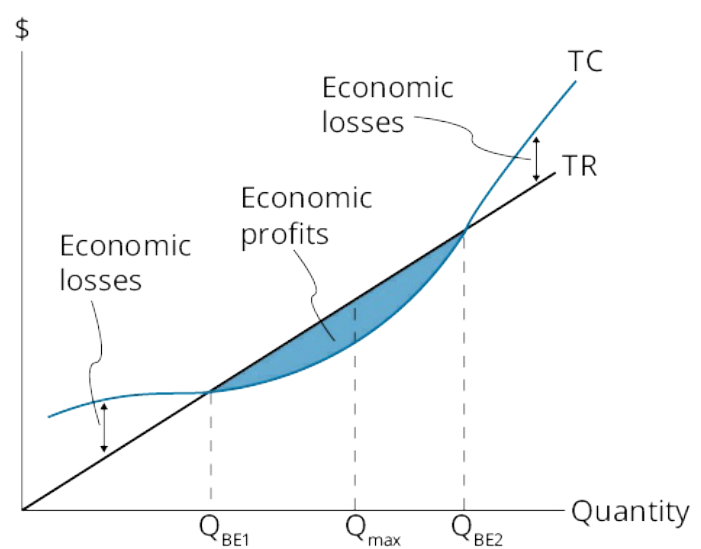 $
TC
Economic
losses
TR
Economic
profits
Economic
losses
Quantity
QBE1
Qmax
QBE2